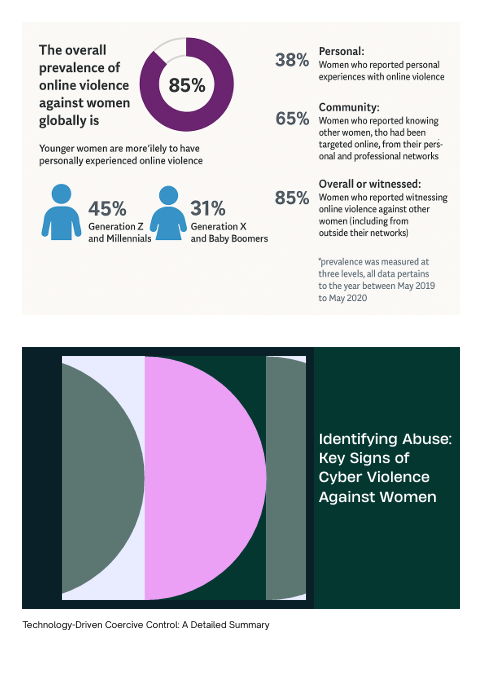 The overall
prevalence of
online violence
against women
globally is
85%
Younger women are more'ilely to have
personally experienced online violence
45%
Generation Z
and Millennials
31%
Generation X
and Baby Boomers
38%
Personal:
Women who reported personal
experiences with online violence
65%
Community:
Women who reported knowing
other women, tho had been
targeted online, from their pers-
onal and professional networks
85%
Overall or witnessed:
Women who reported witnessing
online violence against other
women (including from
outside their networks)
*prevalence was measured at
three levels, all data pertains
to the year between May 2019
to May 2020
Identifying Abuse:
Key Signs of
Cyber Violence
Against Women
Technology-Driven Coercive Control: A Detailed Summary